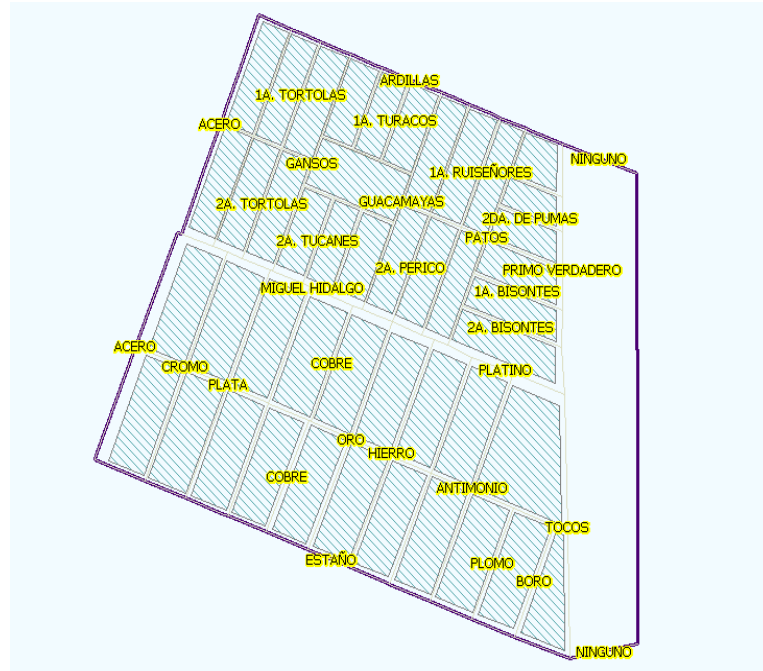 ARDILLAS
1A. TORTOLAS
1A. TURACOS
ACERO
NINGUNO
GANSOS
1A. RUISEÑORES
GUACAMAYAS
2A. TORTOLAS
2DA. DE PUMAS
PATOS
2A. TUCANES
2A. PERICO
PRIMO VERDADERO
MIGUEL HIDALGO
1A. BISONTES
2A. BISONTES
ACERO
CROMO
COBRE
PLATINO
PLATA
ORO
HIERRO
COBRE
ANTIMONIO
TOCOS
ESTAÑO
PLOMO
BORO
NINGUNO